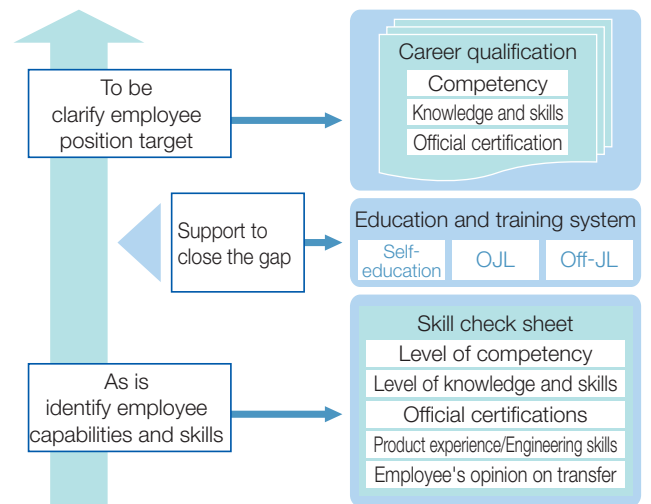 To be
clarify employee
position target
Career qualification
Competency
Knowledge and skills
Official certification
Support to
close the gap
Education and training system
Self-
education
OJL
Off-JL
As is
identify employee
capabilities and skills
Skill check sheet
Level of competency
Level of knowledge and skills
Official certifications
Product experience/Engineering skills
Employee's opinion on transfer